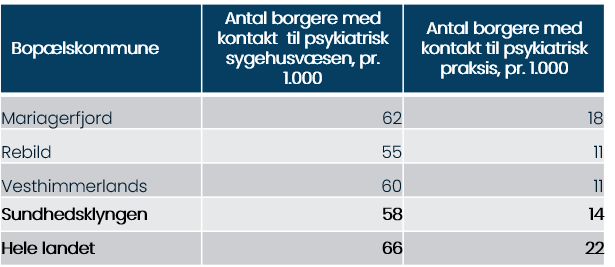 Bopælskommune
Antal borgere med
kontakt til psykiatrisk
sygehusvæsen, pr.
1.000
Antal borgere med
kontakt til psykiatrisk
praksis, pr. 1.000
Mariagerfjord 62 18
Rebild 55 11
Vesthimmerlands 60 11
Sundhedsklyngen 58 14
Hele landet 66 22